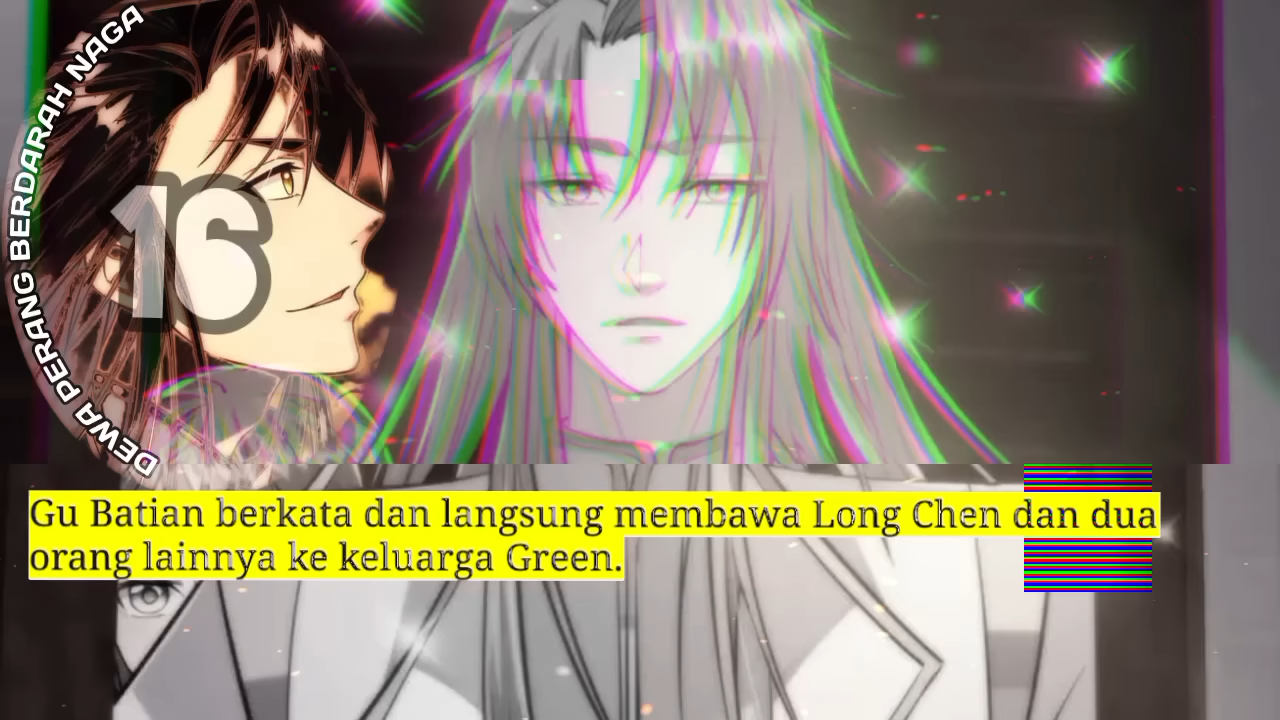 DEWA PERANG BERDARAH NAGA
16
Gu Batian berkata dan langsung membawa Long Chen dan dua
orang lainnya ke keluarga Green.